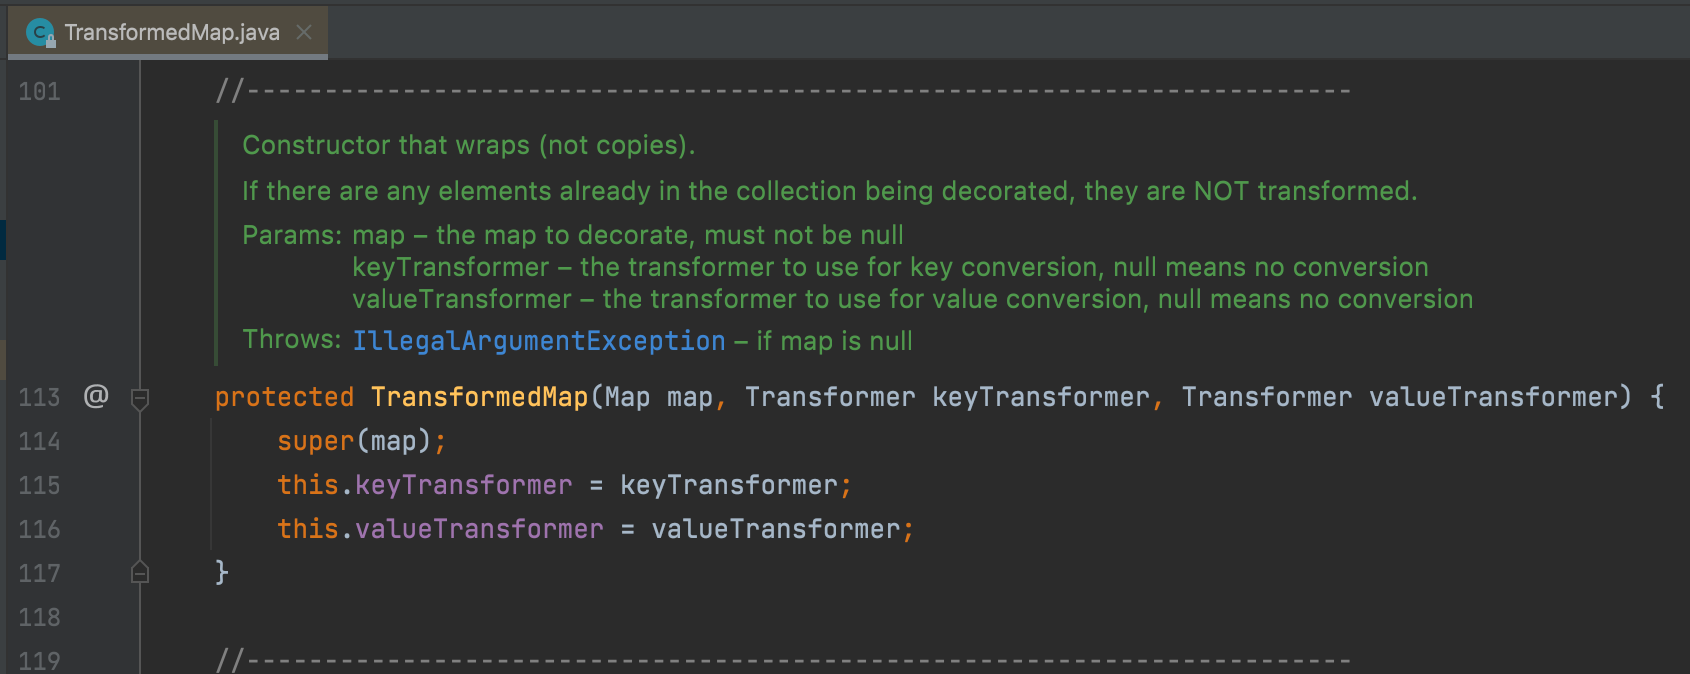 TransformedMap.java
101 //-----------------------------------------------------------------------
Constructor that wraps (not copies).
If there are any elements already in the collection being decorated, they are NOT transformed.
Params: map – the map to decorate, must not be null
keyTransformer – the transformer to use for key conversion, null means no conversion
valueTransformer – the transformer to use for value conversion, null means no conversion
Throws: IllegalArgumentException – if map is null
113 @ protected TransformedMap(Map map, Transformer keyTransformer, Transformer valueTransformer) {
114 super(map);
115 this.keyTransformer = keyTransformer;
116 this.valueTransformer = valueTransformer;
117 }
118
119 //-----------------------------------------------------------------------